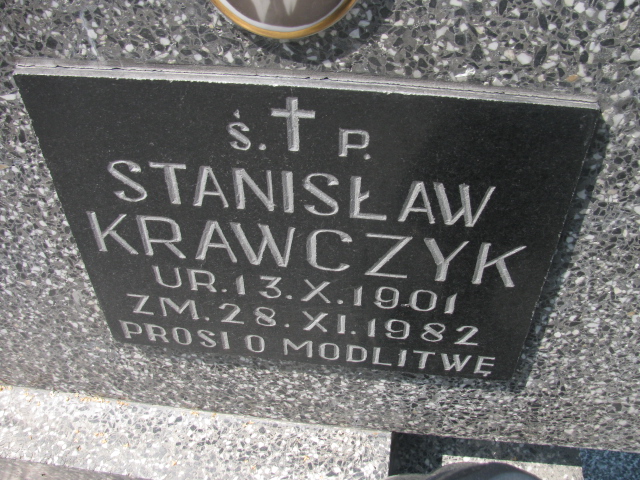 Ś. P.
STANISŁAW
KRAWCZYK
UR. 13. X. 1901
ZM. 28. XI. 1982
PROSI O MODLITWĘ